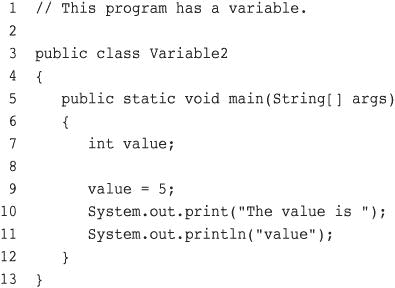 1 // This program has a variable.
2
3 public class Variable2
4 {
5    public static void main(String[] args)
6    {
7       int value;
8
9       value = 5;
10       System.out.print("The value is ");
11       System.out.println("value");
12    }
13 }